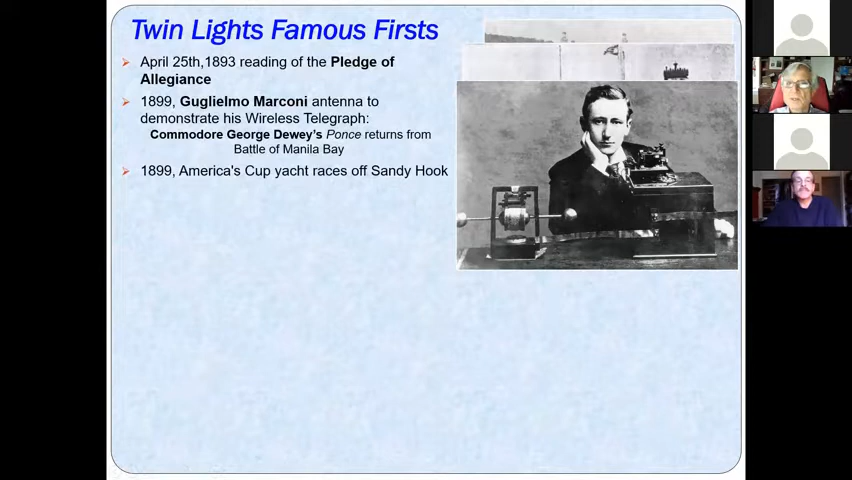 Twin Lights Famous Firsts
April 25th,1893 reading of the Pledge of
Allegiance
1899, Guglielmo Marconi antenna to
demonstrate his Wireless Telegraph:
Commodore George Dewey's Ponce returns from
Battle of Manila Bay
1899, America's Cup yacht races off Sandy Hook